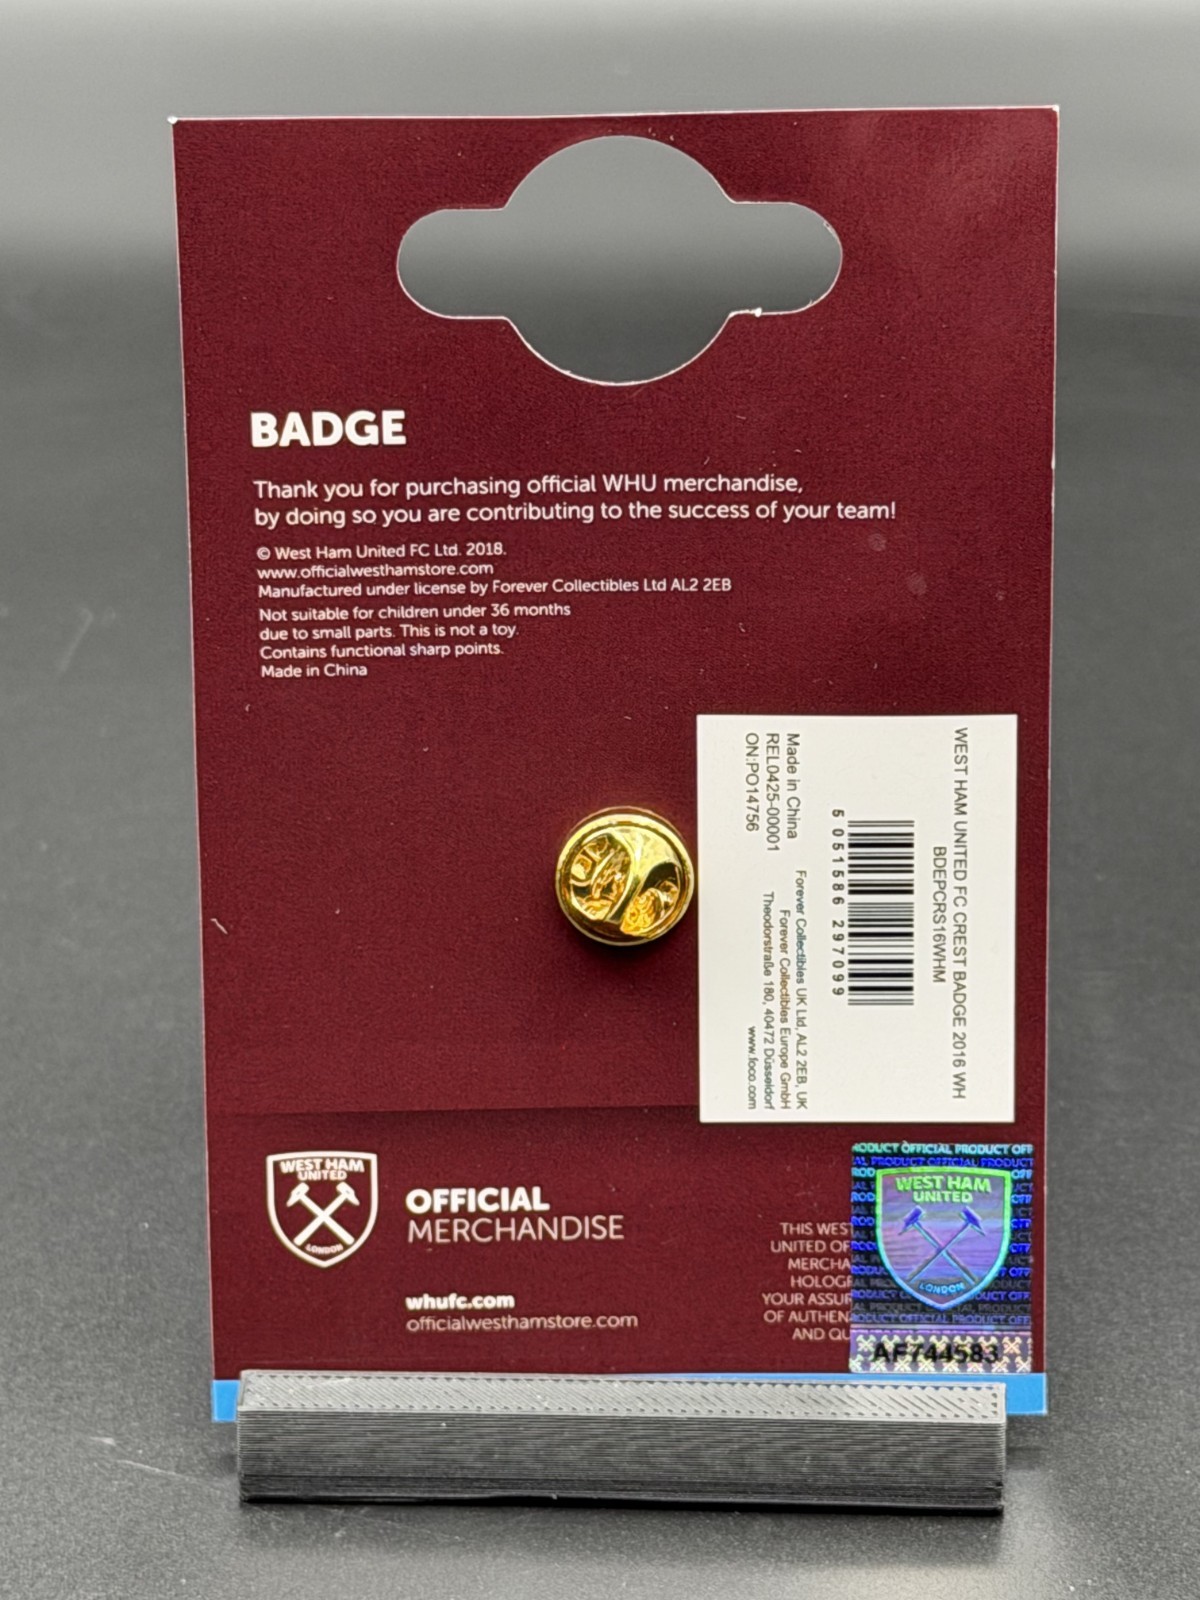 BADGE
Thank you for purchasing official WHU merchandise,
by doing so you are contributing to the success of your team!
© West Ham United FC Ltd. 2018.
www.officialwesthamstore.com
Manufactured under license by Forever Collectibles Ltd AL2 2EB
Not suitable for children under 36 months
due to small parts. This is not a toy.
Contains functional sharp points.
Made in China
WEST HAM UNITED FC CREST BADGE 2016 WH
BDEPCRS16WHM
5 051586 297099
Made in China
REL0425-00001
ON:PO14756
Forever Collectibles UK Ltd, AL2 2EB, UK
Forever Collectibles Europe GmbH
Theodorstraße 180, 40472 Düsseldorf
www.foco.com
WEST HAM
UNITED
LONDON
OFFICIAL
MERCHANDISE
whufc.com
officialwesthamstore.com
THIS WEST
UNITED OF
MERCHA
HOLOGR
YOUR ASSUR
OF AUTHEN
AND QU
OFFICIAL PRODUCT
WEST HAM
UNITED
LONDON
AF744583